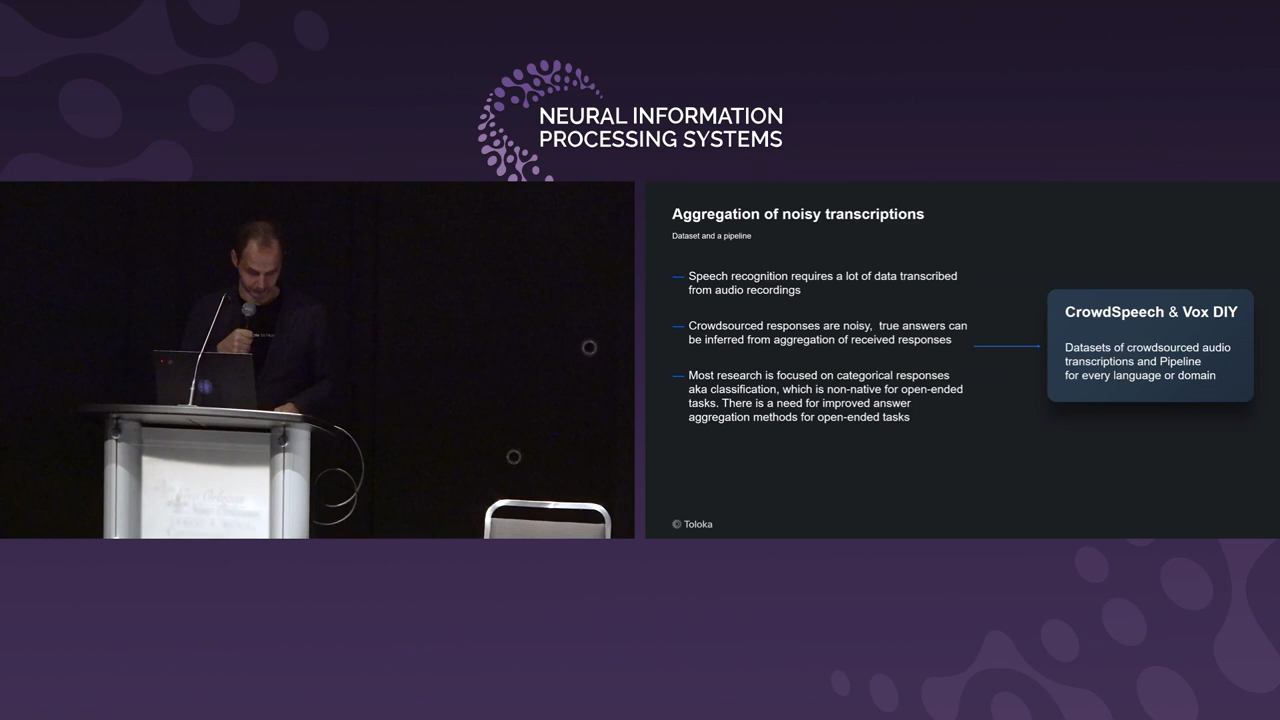 NEURAL INFORMATION
PROCESSING SYSTEMS
Aggregation of noisy transcriptions
Dataset and a pipeline
— Speech recognition requires a lot of data transcribed
from audio recordings
— Crowdsourced responses are noisy, true answers can
be inferred from aggregation of received responses
— Most research is focused on categorical responses
aka classification, which is non-native for open-ended
tasks. There is a need for improved answer
aggregation methods for open-ended tasks
CrowdSpeech & Vox DIY
Datasets of crowdsourced audio
transcriptions and Pipeline
for every language or domain
Toloka